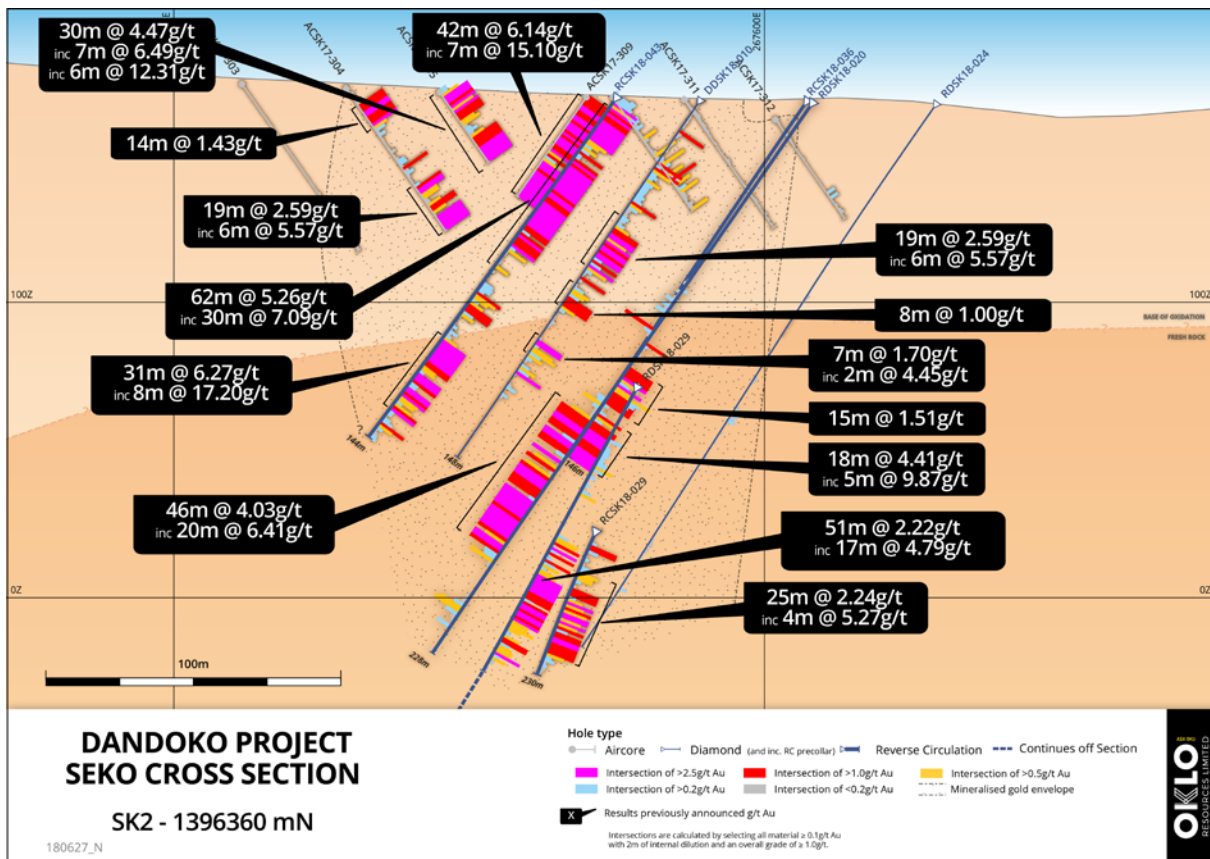 30m @ 4.47g/t
inc 7m @ 6.49g/t
inc 6m @ 12.31g/t
42m @ 6.14g/t
inc 7m @ 15.10g/t
ACSK17-304
ACSK17-309
RCSK18-043
ACSK17-311
DDSK18-010
ACSK17-312
267600E
RCSK18-036
RDSK18-020
RDSK18-024
14m @ 1.43g/t
19m @ 2.59g/t
inc 6m @ 5.57g/t
19m @ 2.59g/t
inc 6m @ 5.57g/t
62m @ 5.26g/t
inc 30m @ 7.09g/t
100Z
100Z
8m @ 1.00g/t
BASE OF OXIDATION
FRESH ROCK
7m @ 1.70g/t
inc 2m @ 4.45g/t
31m @ 6.27g/t
inc 8m @ 17.20g/t
RDSK18-029
15m @ 1.51g/t
144m
148m
146m
18m @ 4.41g/t
inc 5m @ 9.87g/t
46m @ 4.03g/t
inc 20m @ 6.41g/t
RCSK18-029
51m @ 2.22g/t
inc 17m @ 4.79g/t
0Z
0Z
25m @ 2.24g/t
inc 4m @ 5.27g/t
228m
230m
100m
DANDOKO PROJECT
SEKO CROSS SECTION
SK2 - 1396360 mN
180627_N
Hole type
Aircore
Diamond (and inc. RC precollar)
Reverse Circulation
Continues off Section
Intersection of >2.5g/t Au
Intersection of >1.0g/t Au
Intersection of >0.5g/t Au
Intersection of >0.2g/t Au
Intersection of <0.2g/t Au
Mineralised gold envelope
X
Results previously announced g/t Au
Intersections are calculated by selecting all material ≥ 0.1g/t Au
with 2m of internal dilution and an overall grade of ≥ 1.0g/t.
OKLO
RESOURCES LIMITED